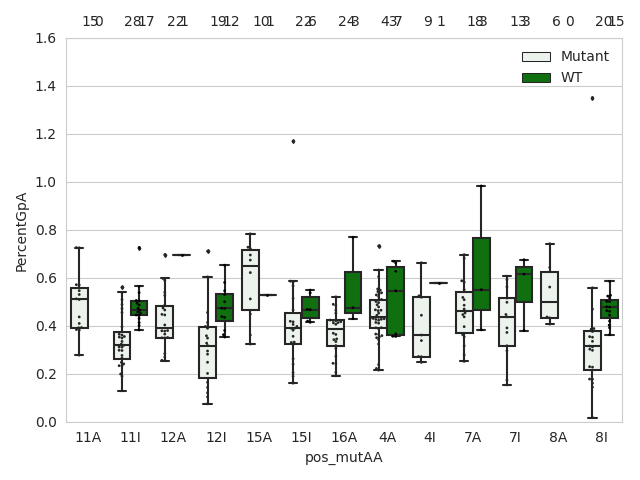 15 0 28 17 22 1 19 12 10 1 22 6 24 3 43 7 9 1 18 8 13 3 6 0 20 15
1.6
Mutant
1.4
WT
1.2
1.0
PercentGpA
0.8
0.6
0.4
0.2
0.0
11A 11I 12A 12I 15A 15I 16A 4A 4I 7A 7I 8A 8I
pos_mutAA